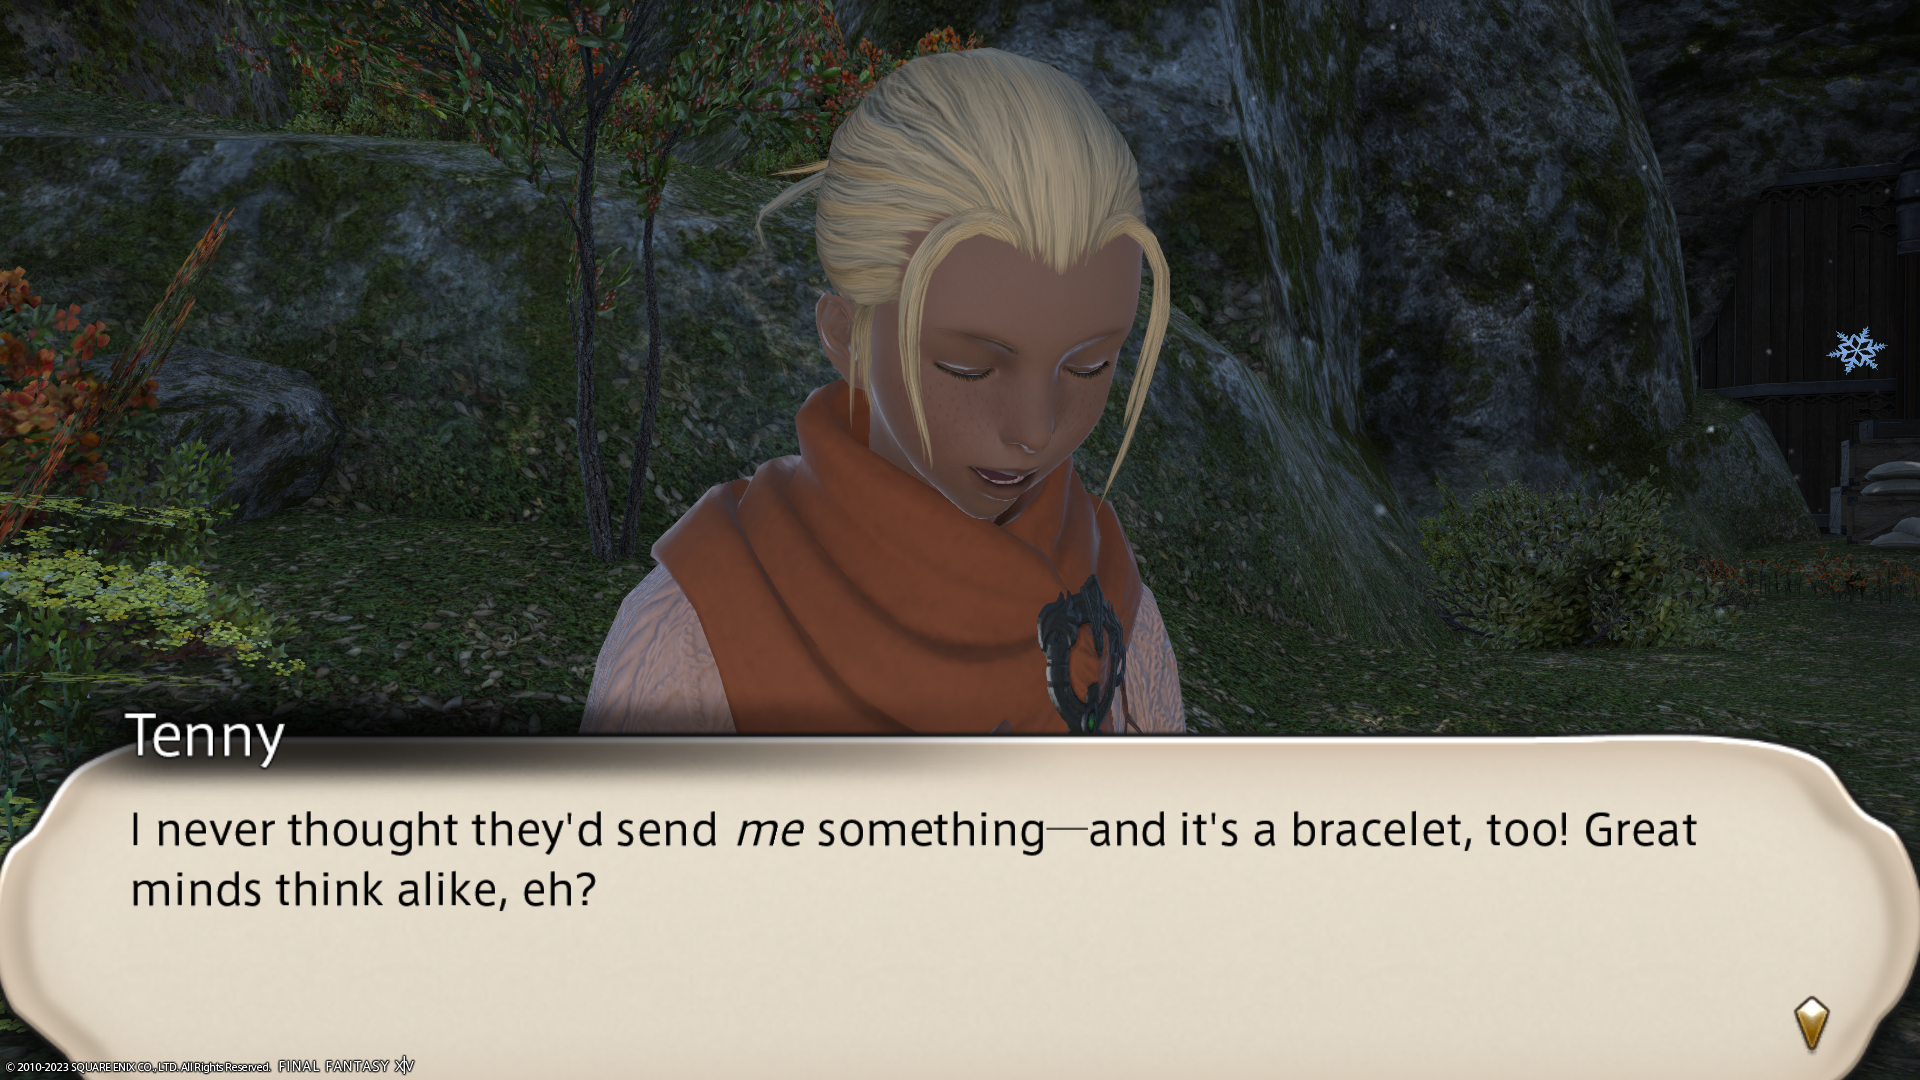 Tenny
I never thought they'd send me something—and it's a bracelet, too! Great
minds think alike, eh?
© 2010-2023 SQUARE ENIX CO., LTD. All Rights Reserved. FINAL FANTASY XIV